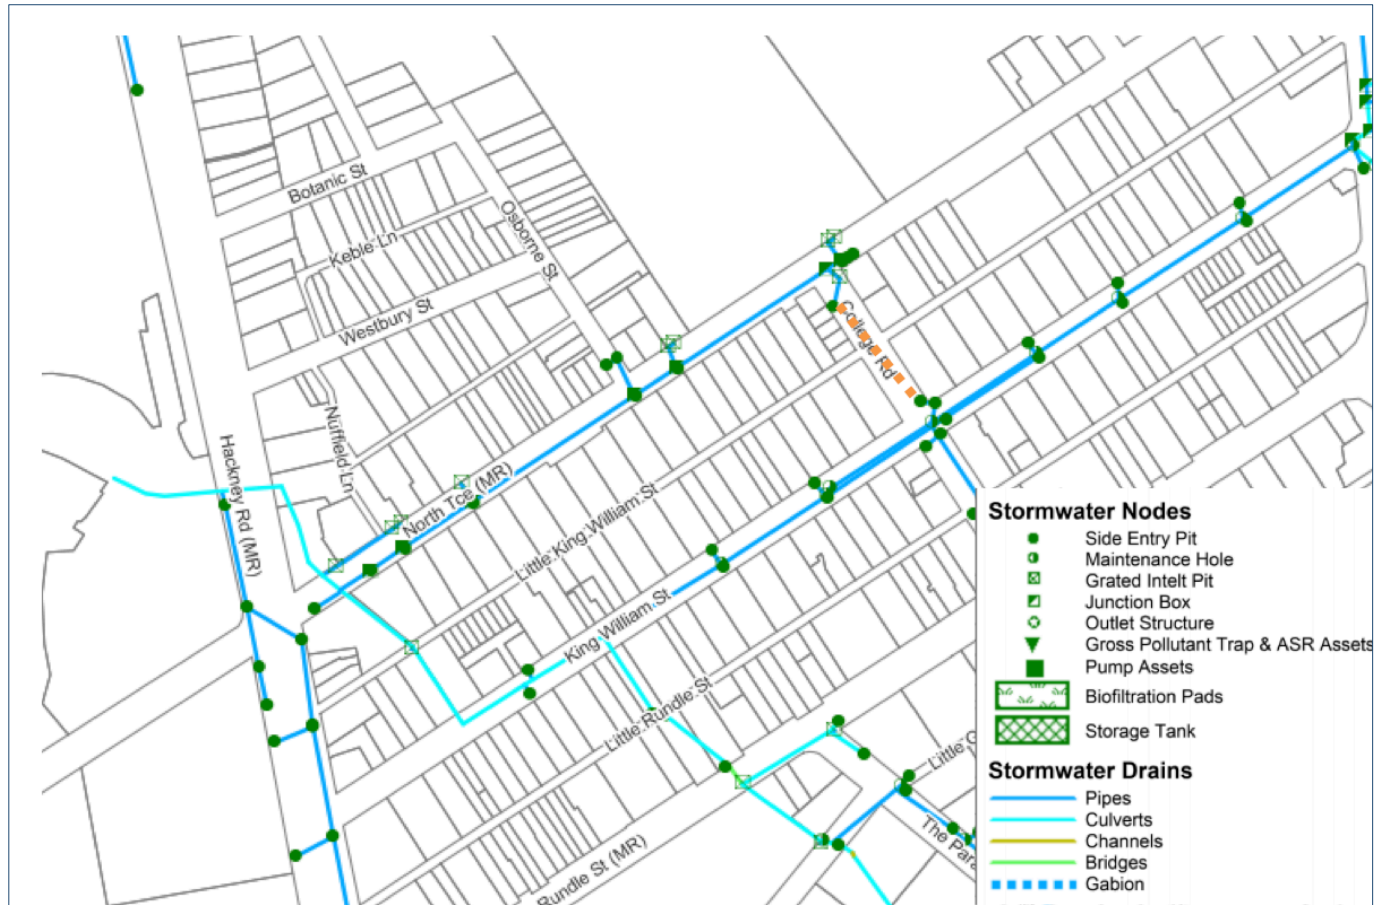 Botanic St
Keble Ln
Osborne St
Westbury St
College Rd
Nuffield Ln
Hackney Rd (MR)
North Tce (MR)
Little King William St
King William St
Little Rundle St
Little G
The Para
Rundle St (MR)
Stormwater Nodes
Side Entry Pit
Maintenance Hole
Grated Intelt Pit
Junction Box
Outlet Structure
Gross Pollutant Trap & ASR Assets
Pump Assets
Biofiltration Pads
Storage Tank
Stormwater Drains
Pipes
Culverts
Channels
Bridges
Gabion